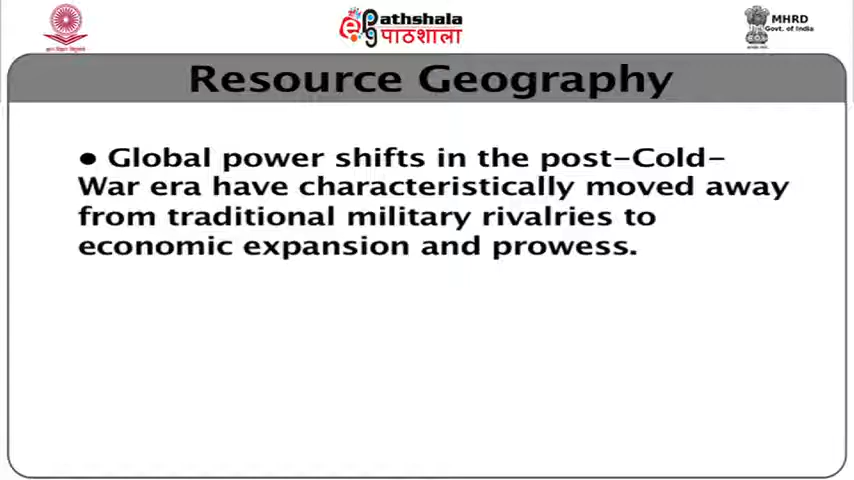 Pathshala
पाठशाला
MHRD
Govt. of India
Resource Geography
● Global power shifts in the post-Cold-
War era have characteristically moved away
from traditional military rivalries to
economic expansion and prowess.